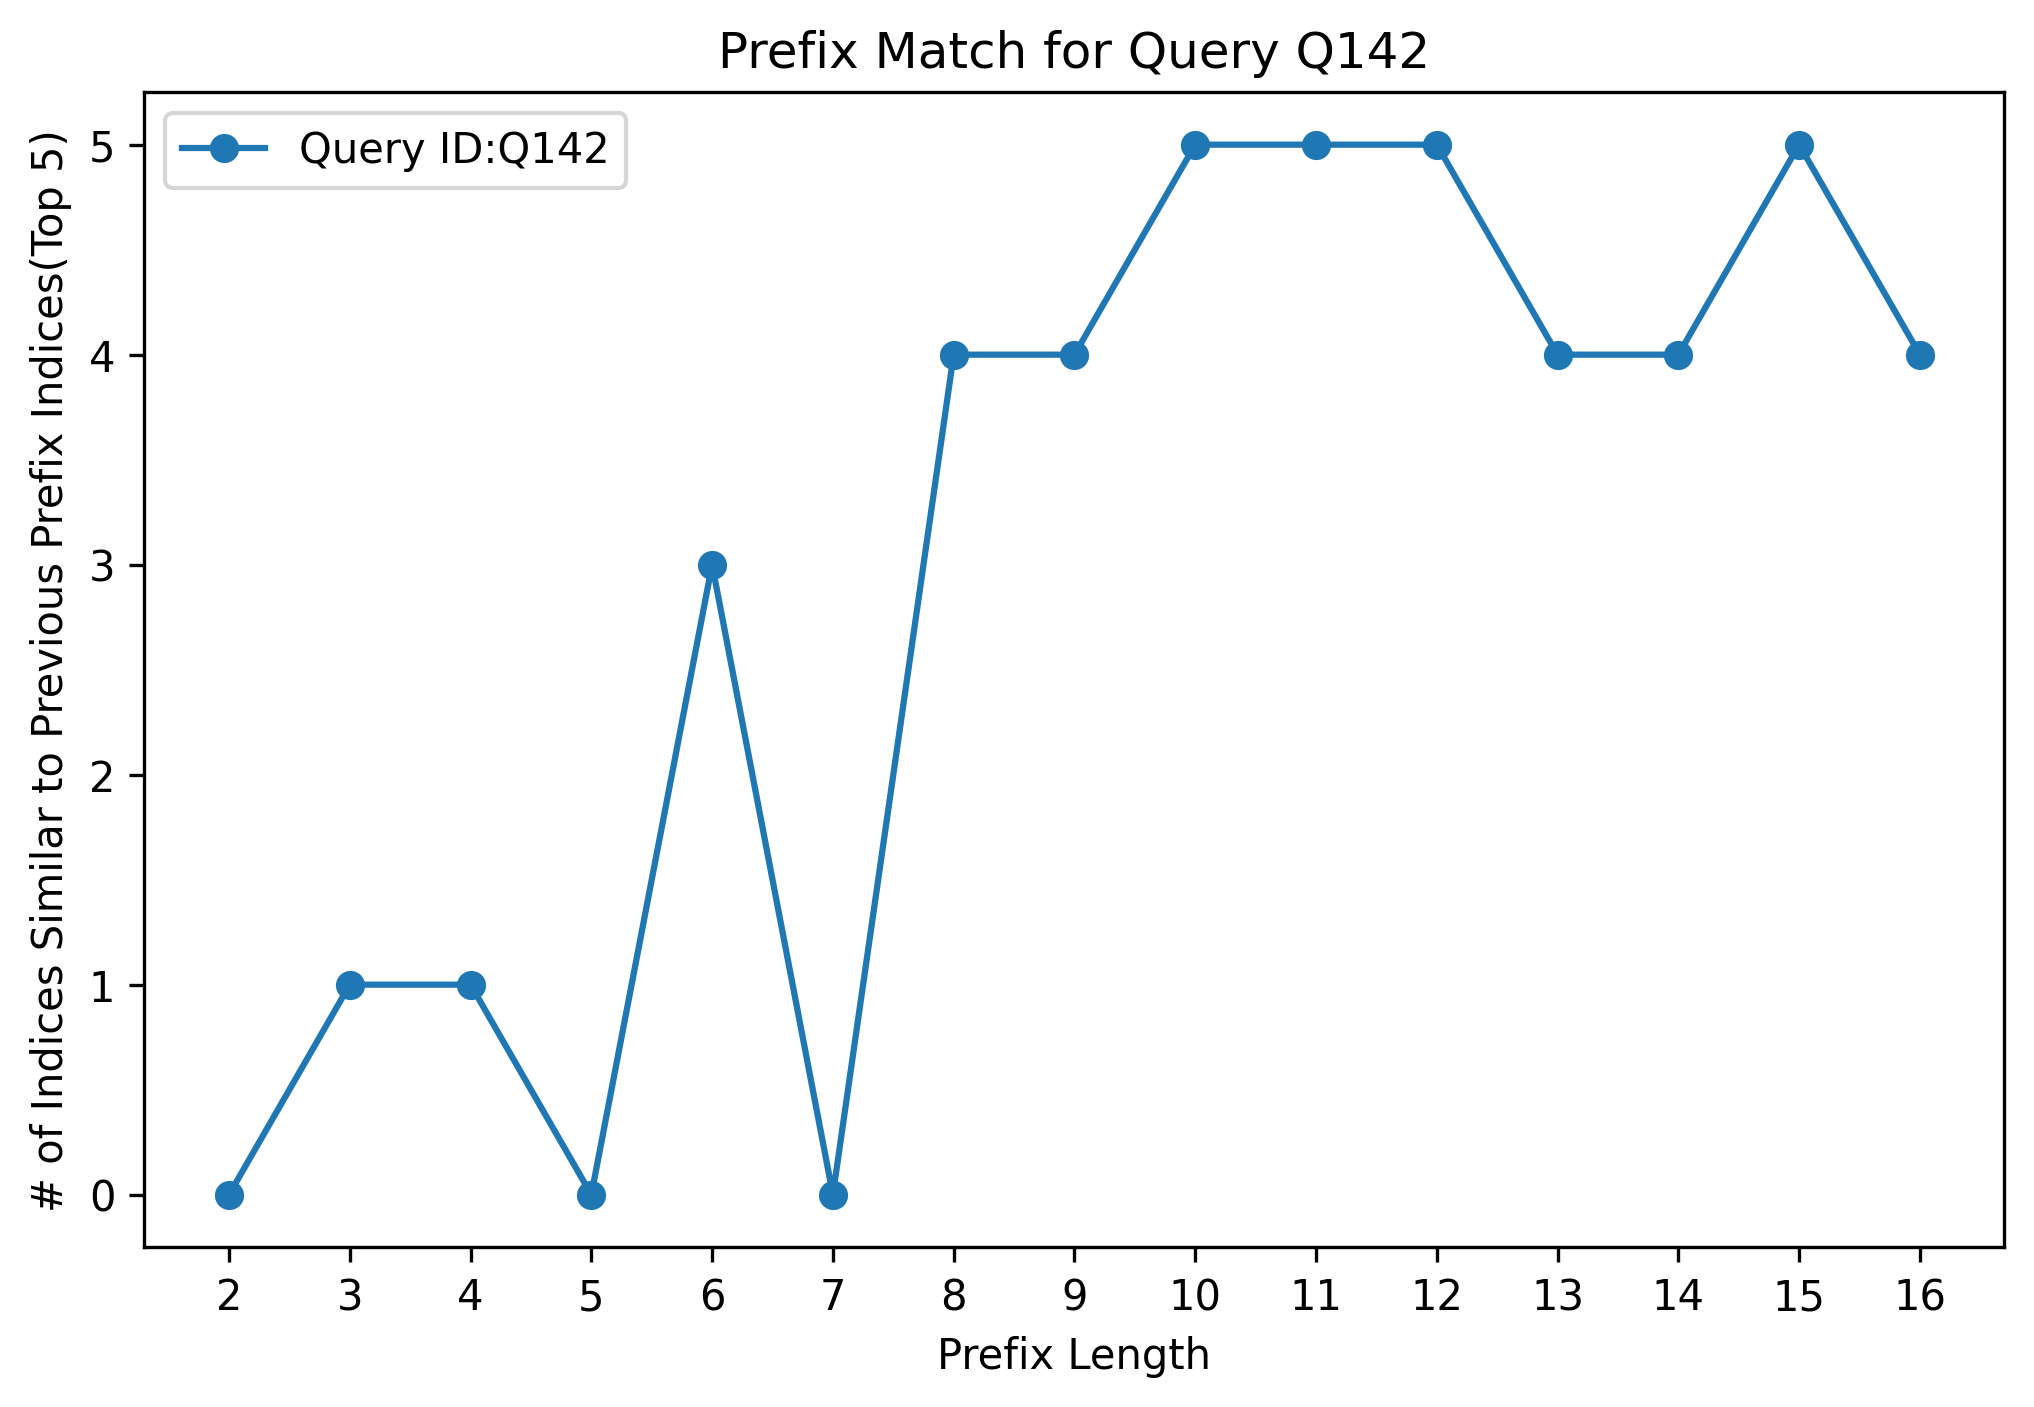 Prefix Match for Query Q142
Query ID:Q142
# of Indices Similar to Previous Prefix Indices(Top 5)
5
4
3
2
1
0
2 3 4 5 6 7 8 9 10 11 12 13 14 15 16
Prefix Length